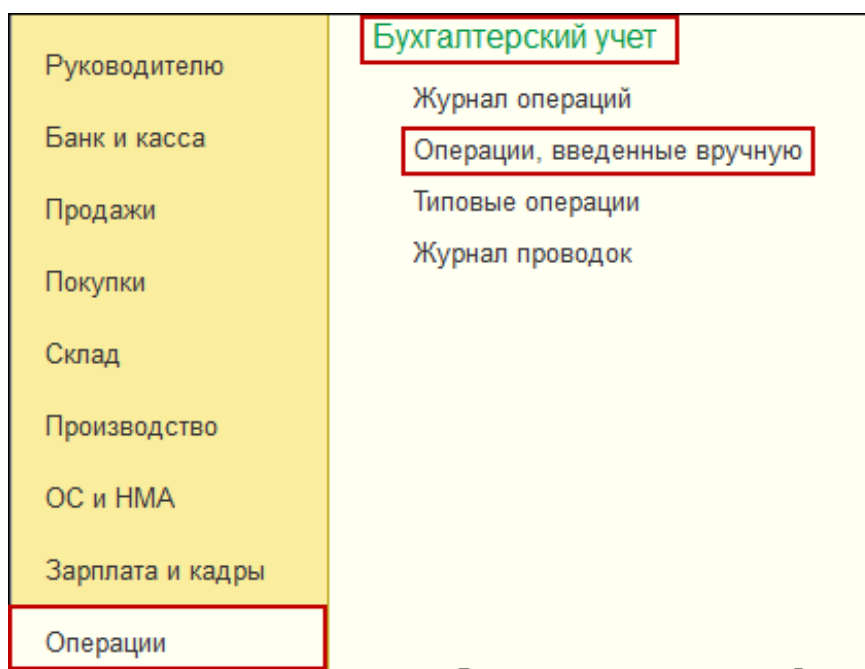 Руководителю
Банк и касса
Продажи
Покупки
Склад
Производство
ОС и НМА
Зарплата и кадры
Операции
Бухгалтерский учет
Журнал операций
Операции, введенные вручную
Типовые операции
Журнал проводок